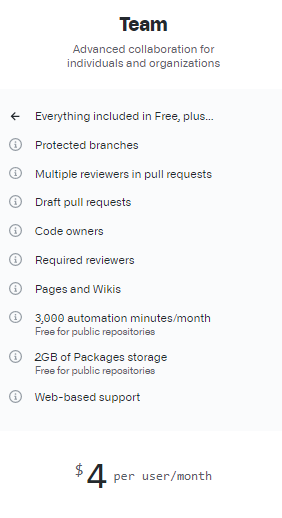 Team
Advanced collaboration for
individuals and organizations
← Everything included in Free, plus...
Protected branches
Multiple reviewers in pull requests
Draft pull requests
Code owners
Required reviewers
Pages and Wikis
3,000 automation minutes/month
Free for public repositories
2GB of Packages storage
Free for public repositories
Web-based support
$4 per user/month